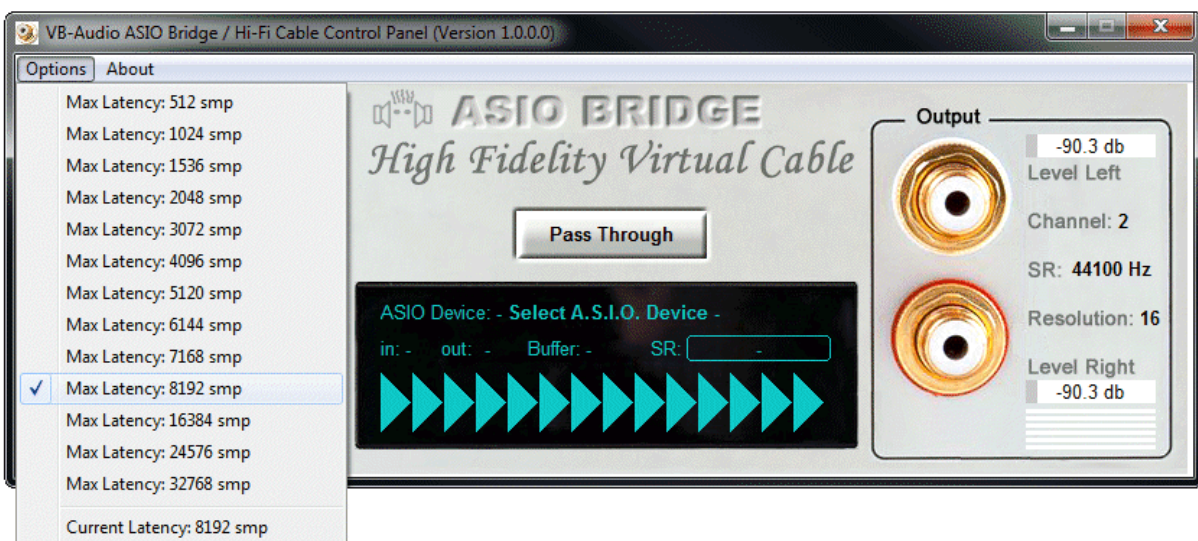 VB-Audio ASIO Bridge / Hi-Fi Cable Control Panel (Version 1.0.0.0)
Options About
Max Latency: 512 smp
Max Latency: 1024 smp
Max Latency: 1536 smp
Max Latency: 2048 smp
Max Latency: 3072 smp
Max Latency: 4096 smp
Max Latency: 5120 smp
Max Latency: 6144 smp
Max Latency: 7168 smp
Max Latency: 8192 smp
Max Latency: 16384 smp
Max Latency: 24576 smp
Max Latency: 32768 smp
Current Latency: 8192 smp
ASIO BRIDGE
High Fidelity Virtual Cable
Pass Through
ASIO Device: - Select A.S.I.O. Device -
in: - out: - Buffer: - SR: -
Output
-90.3 db
Level Left
Channel: 2
SR: 44100 Hz
Resolution: 16
Level Right
-90.3 db